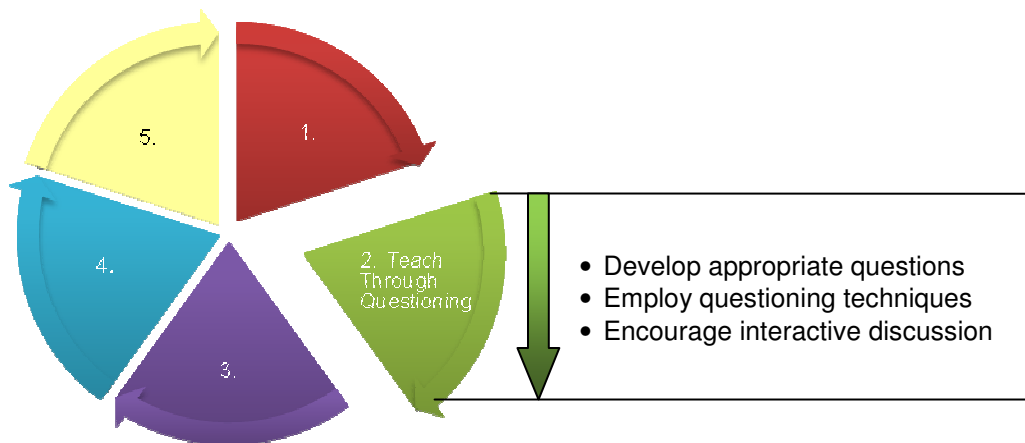 5.
1.
2. Teach
Through
Questioning
4.
3.
• Develop appropriate questions
• Employ questioning techniques
• Encourage interactive discussion